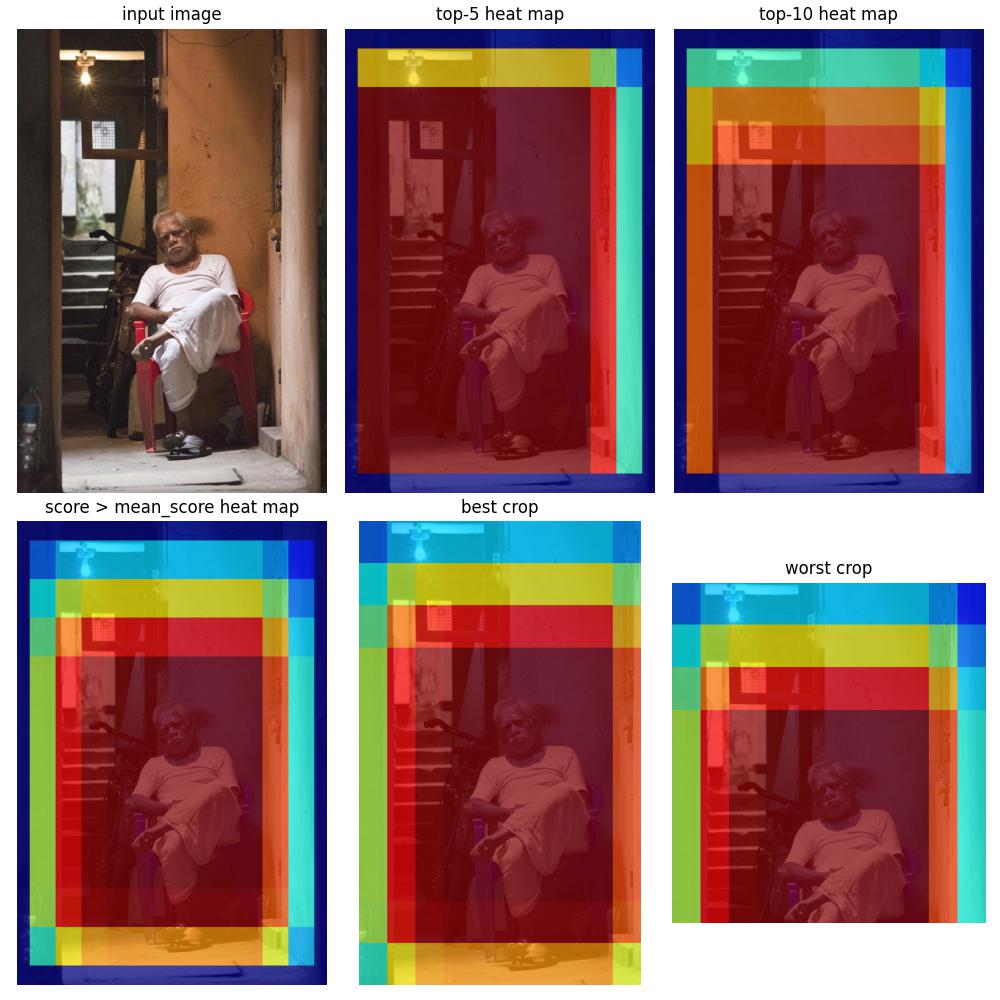 input image
top-5 heat map
top-10 heat map
score > mean_score heat map
best crop
worst crop